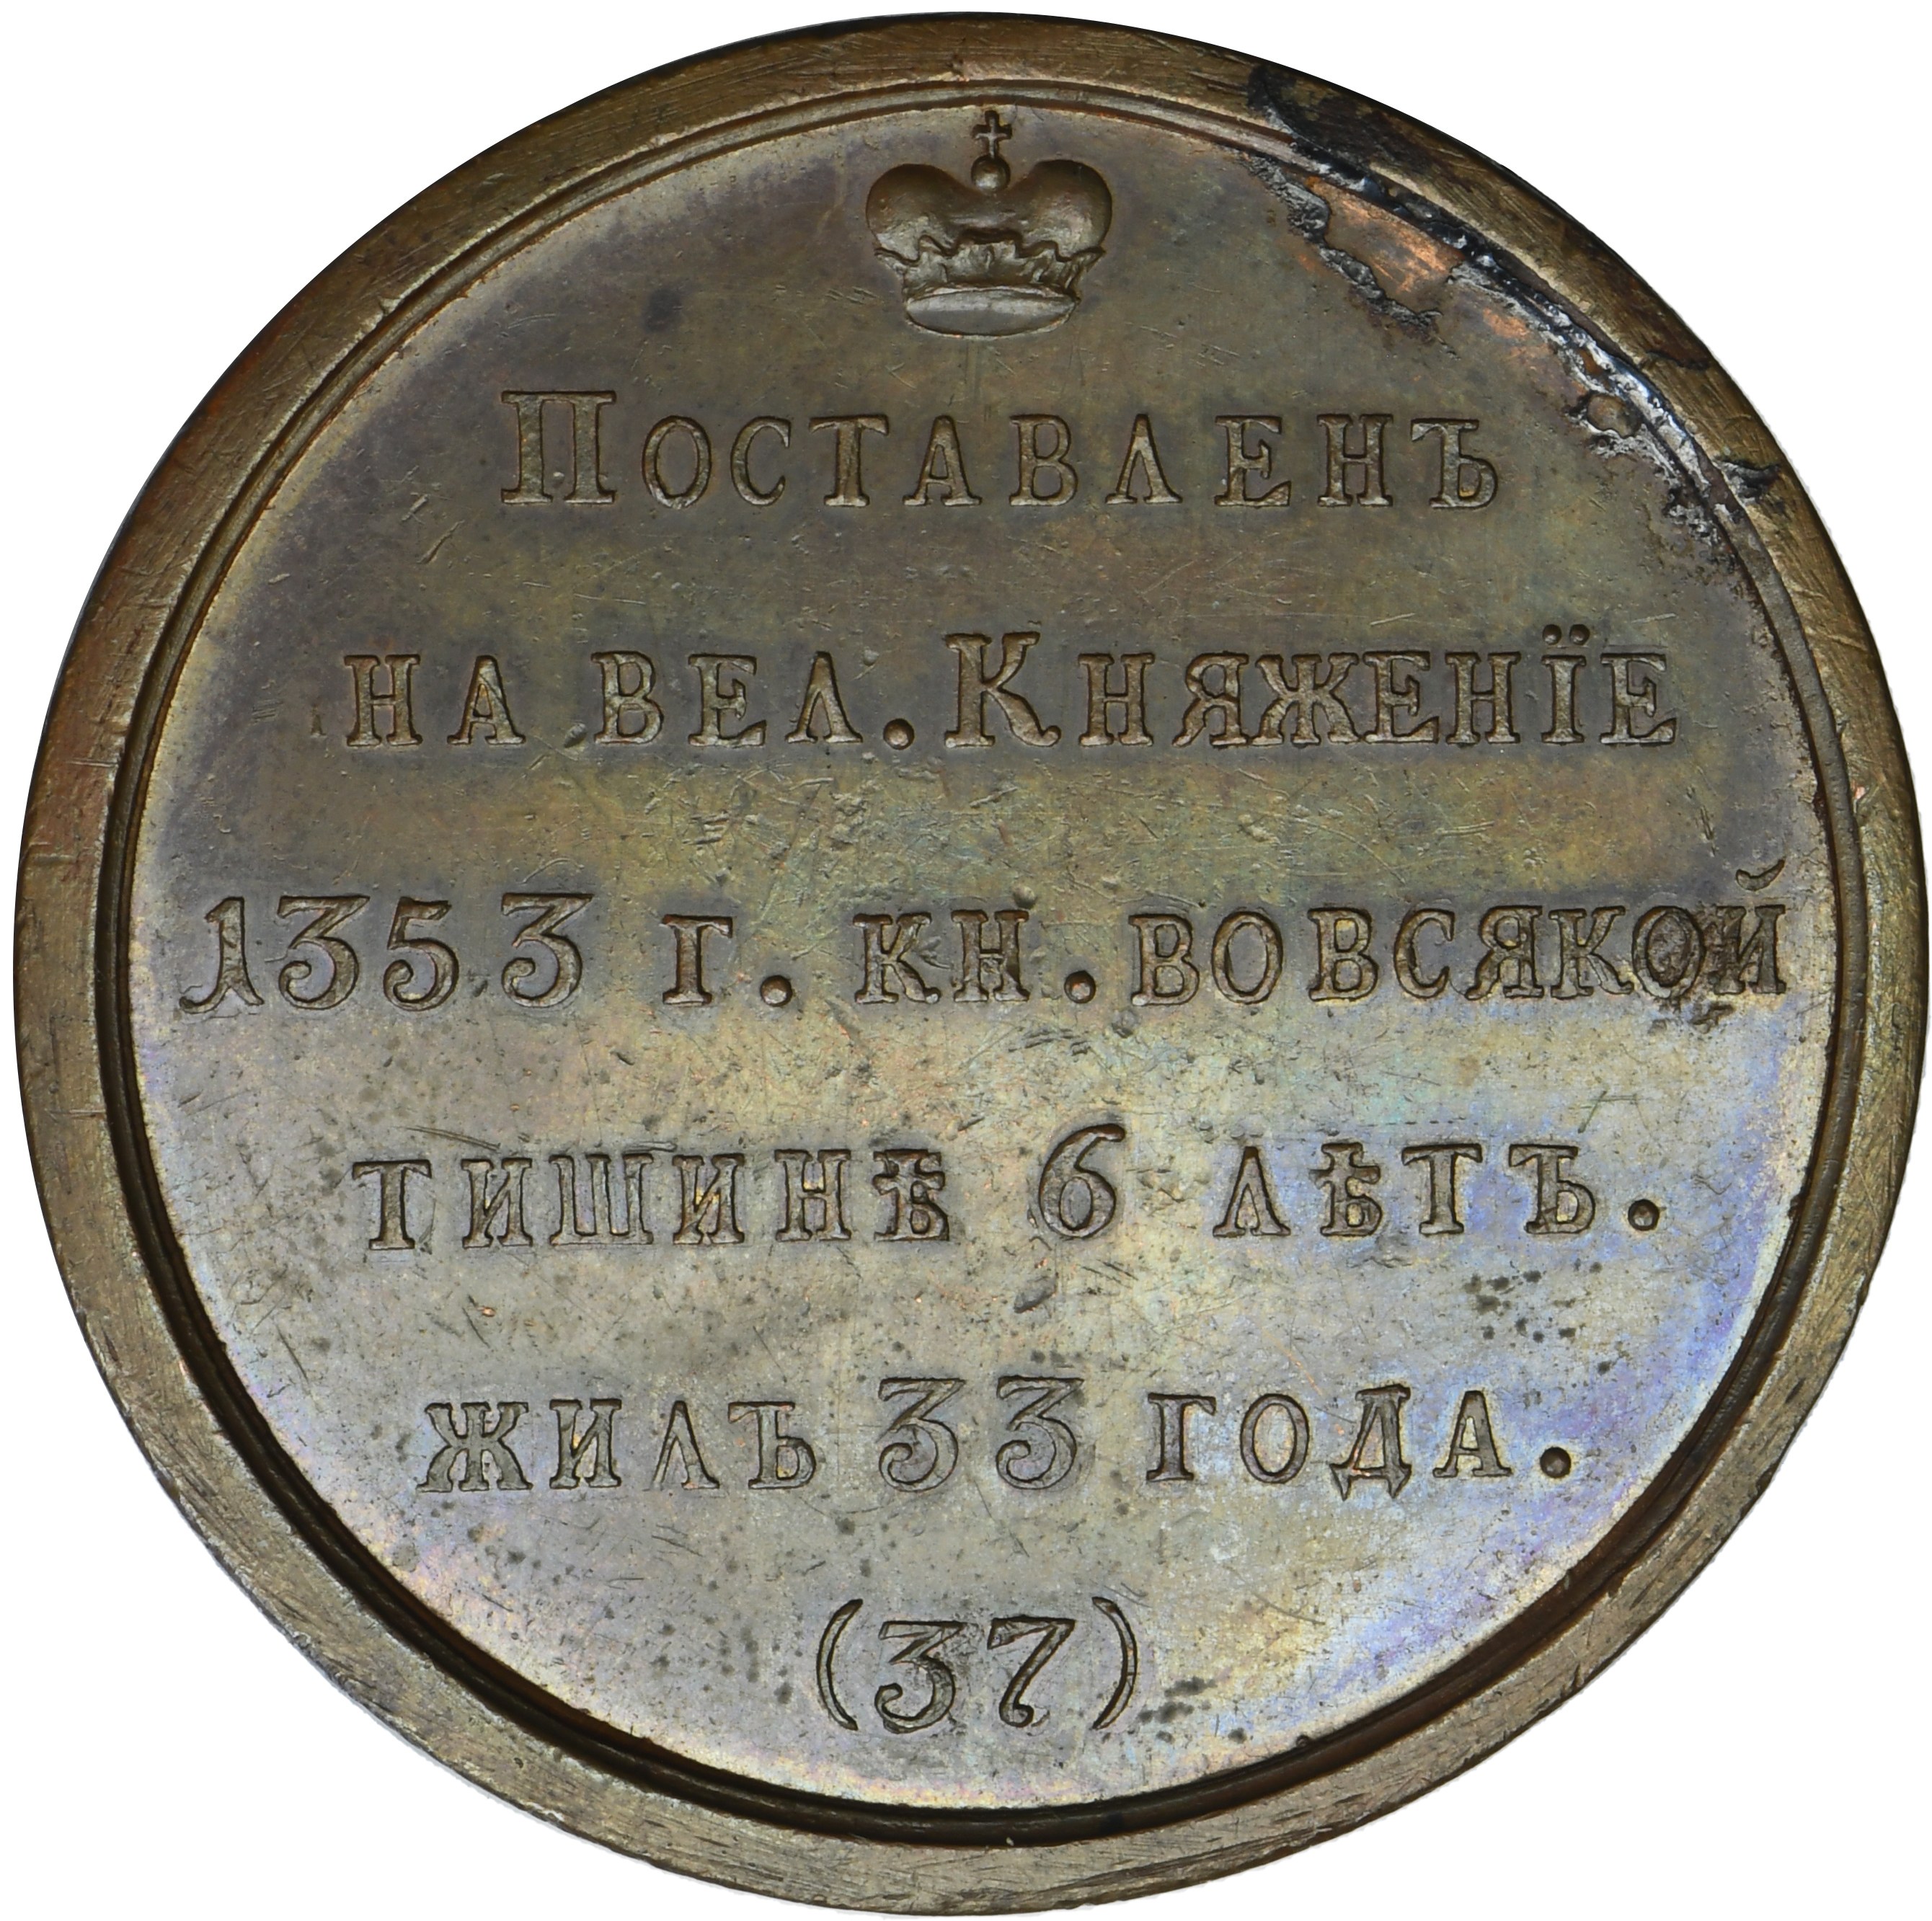 Поставленъ
на вел. Княженїе
1353 г. кн. вовсякой
тишинѣ 6 лѣтъ.
жилъ 33 года.
(37)